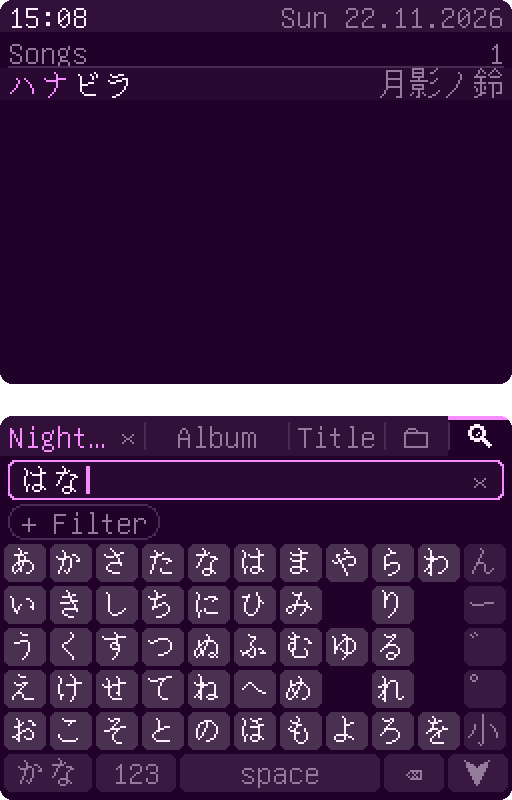 15:08 Sun 22.11.2026
Songs 1
ハナビラ 月影ノ鈴
Night… × Album Title
はな ×
+ Filter
あ か さ た な は ま や ら わ ん
い き し ち に ひ み り ー
う く す つ ぬ ふ む ゆ る ゛
え け せ て ね へ め れ ゜
お こ そ と の ほ も よ ろ を 小
かな 123 space